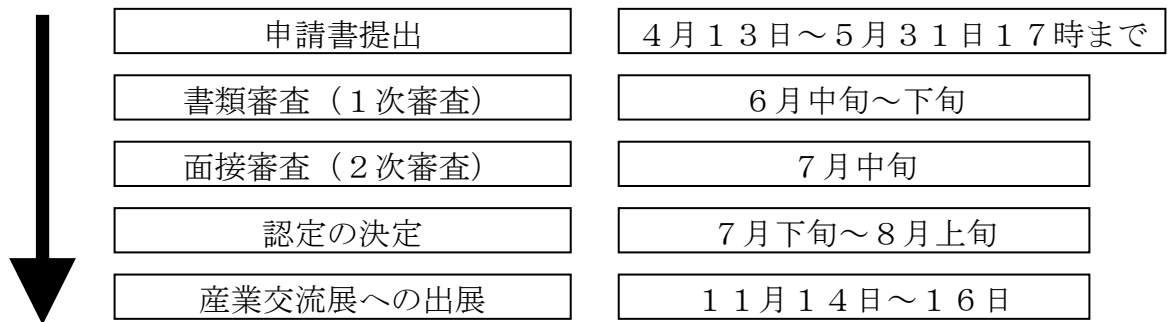 申請書提出 ４月１３日～５月３１日１７時まで
書類審査（１次審査） ６月中旬～下旬
面接審査（２次審査） ７月中旬
認定の決定 ７月下旬～８月上旬
産業交流展への出展 １１月１４日～１６日